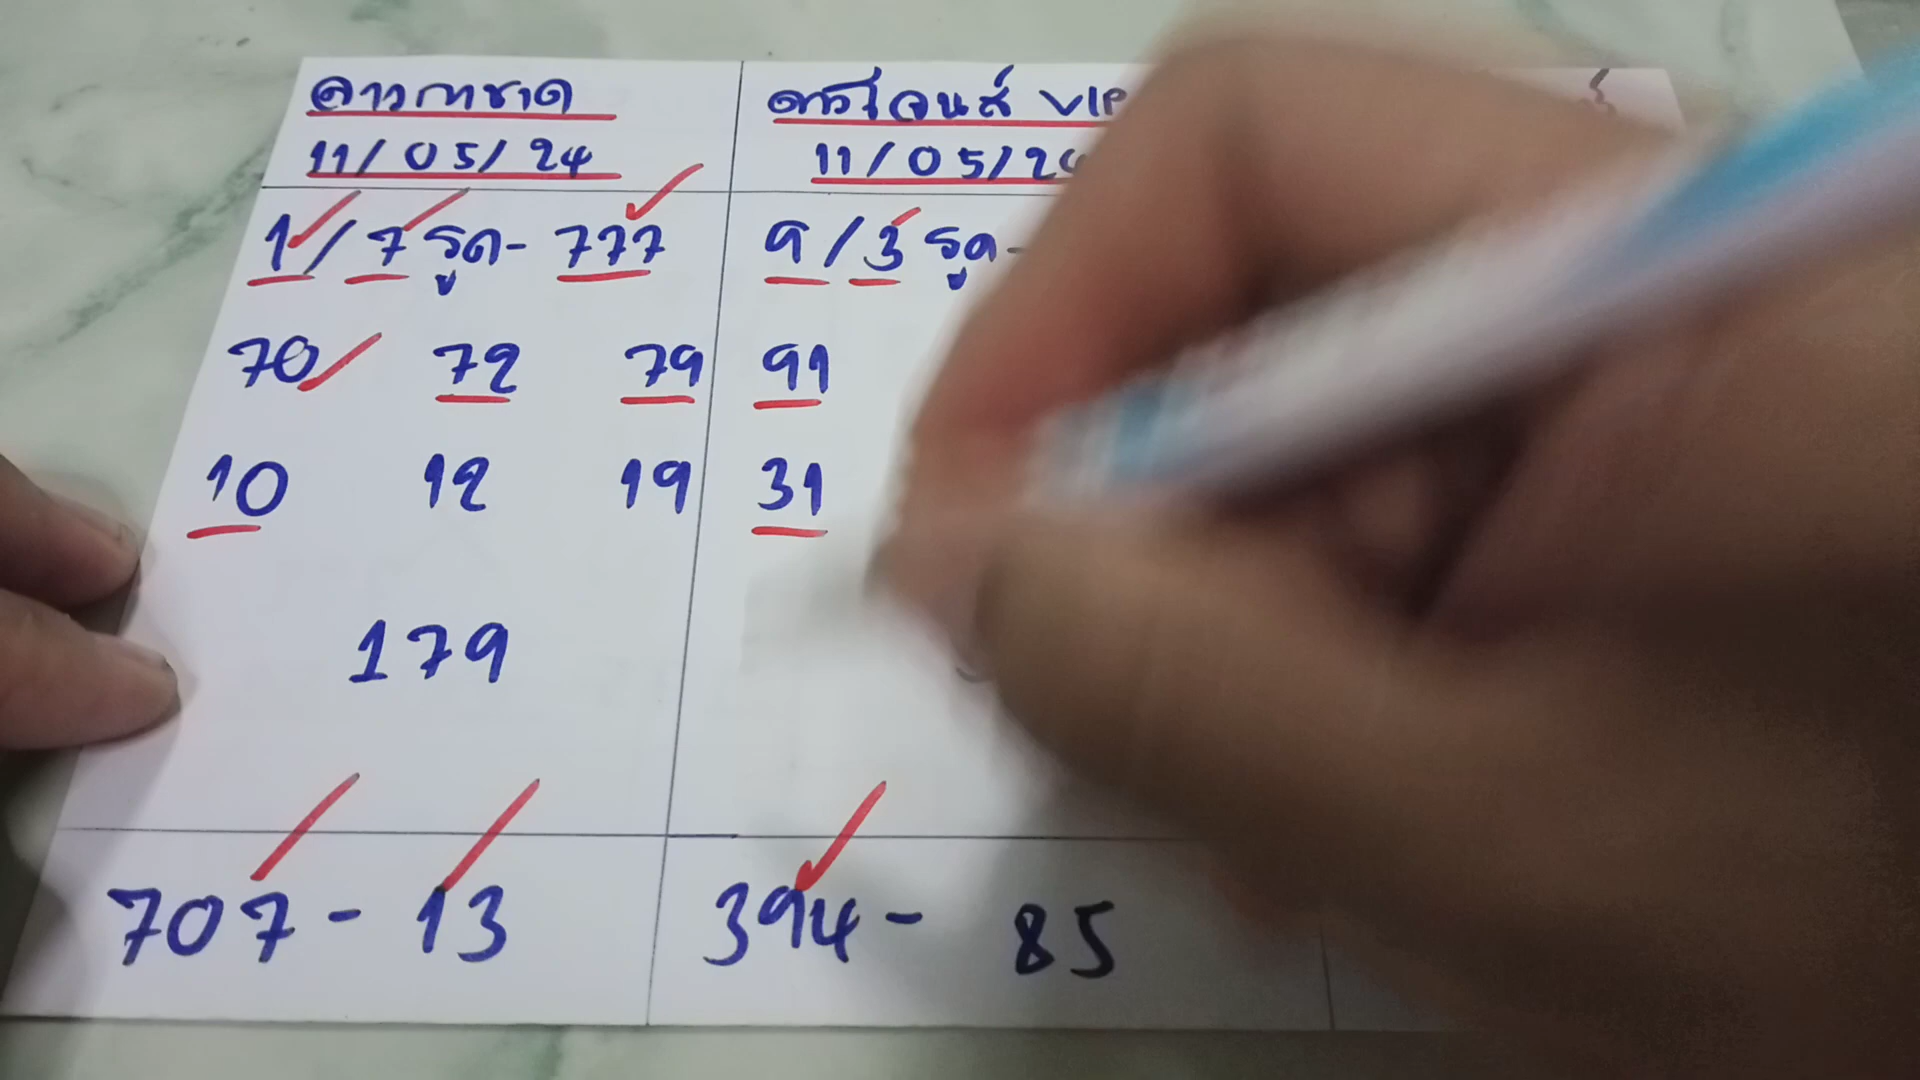 ลาวกาชาด
11/05/24
1/7 รูด- 777
70 72 79
10 12 19
179
707- 13
ดาวโจนส์ VIP
11/05/24
9/3 รูด-
91
31
394- 85